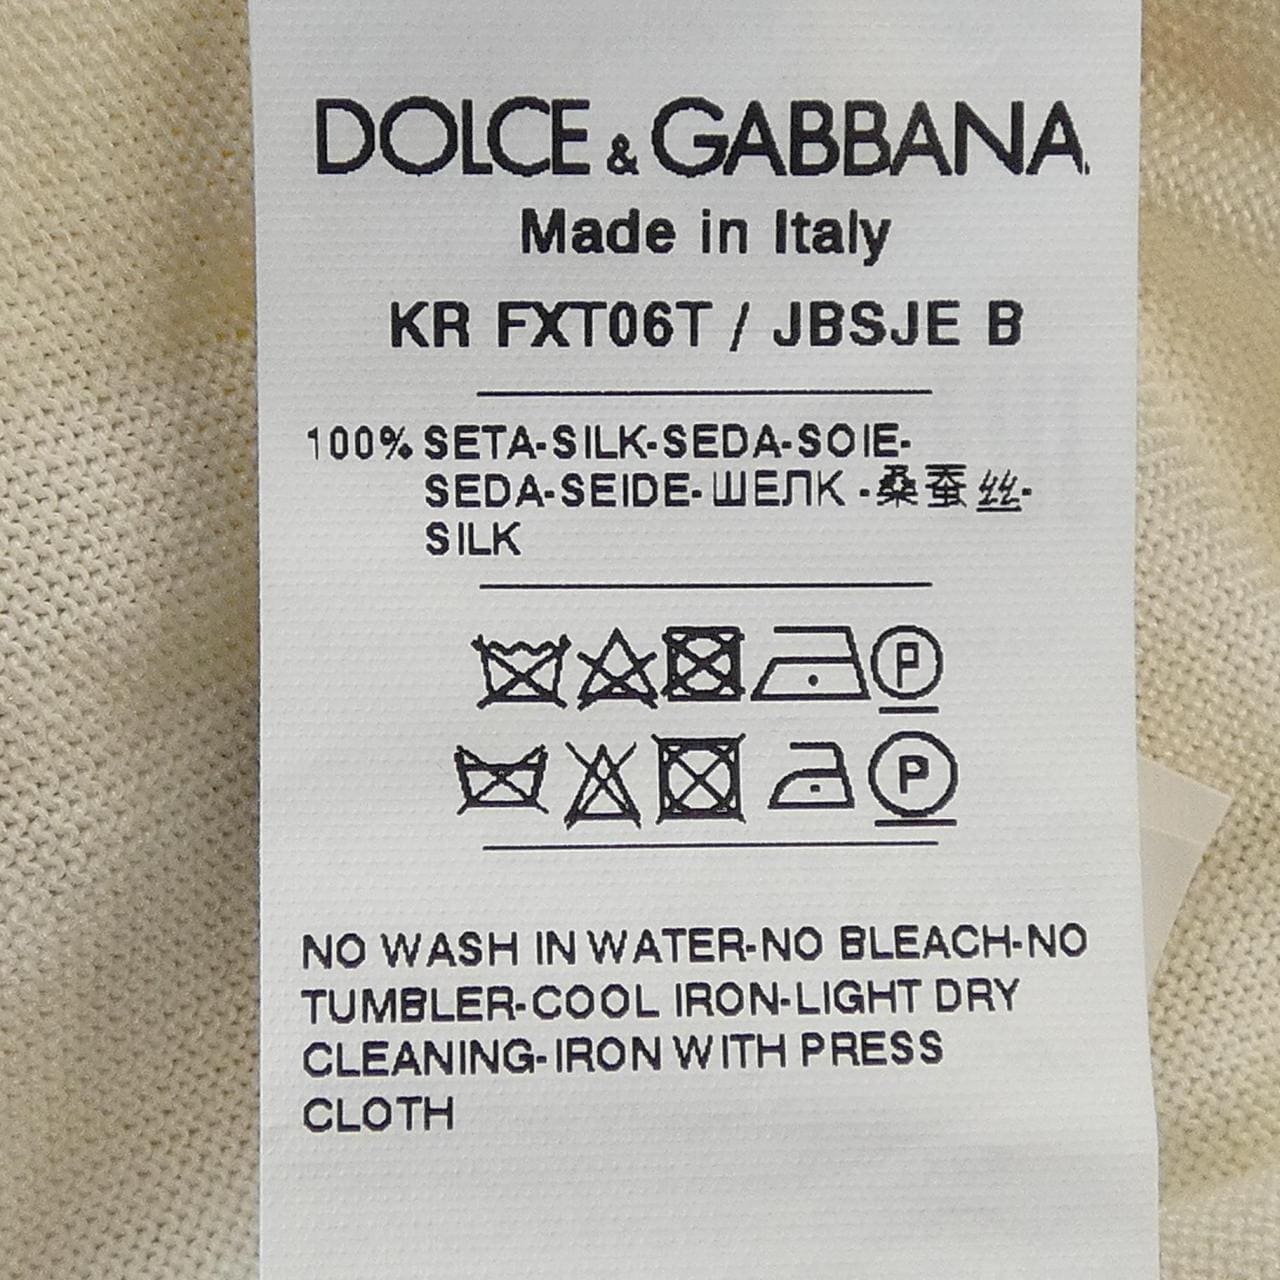 DOLCE & GABBANA
Made in Italy
KR FXT06T / JBSJE B
100% SETA-SILK-SEDA-SOIE-
SEDA-SEIDE-ШЕЛК-桑蚕丝-
SILK
P
P
NO WASH IN WATER-NO BLEACH-NO
TUMBLER-COOL IRON-LIGHT DRY
CLEANING-IRON WITH PRESS
CLOTH